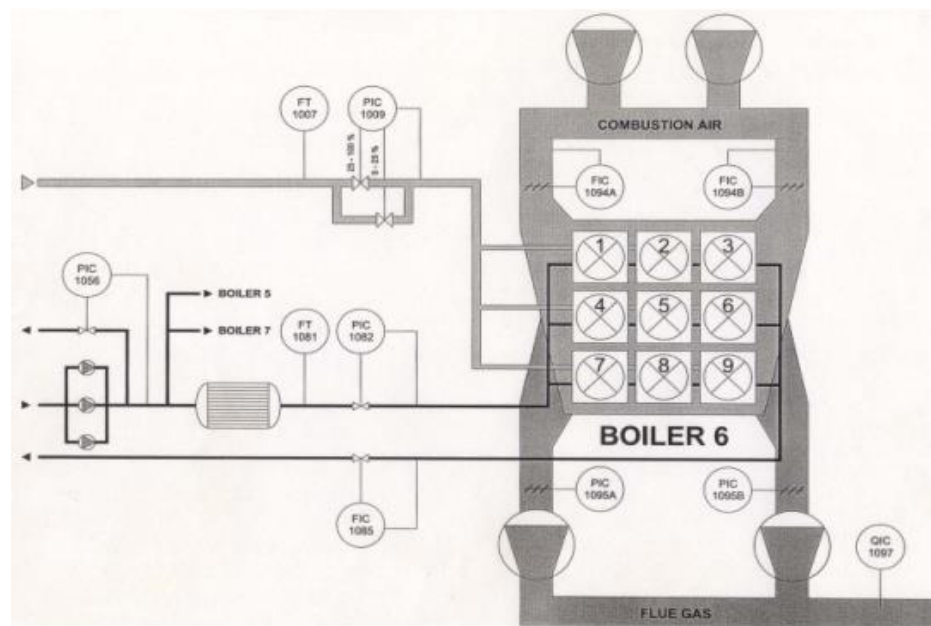 COMBUSTION AIR
FT
1007
PIC
1009
25 - 100 %
0 - 25 %
FIC
1094A
FIC
1094B
1
2
3
PIC
1056
BOILER 5
4
5
6
BOILER 7
FT
1081
PIC
1082
7
8
9
BOILER 6
PIC
1095A
PIC
1095B
FIC
1085
QIC
1097
FLUE GAS